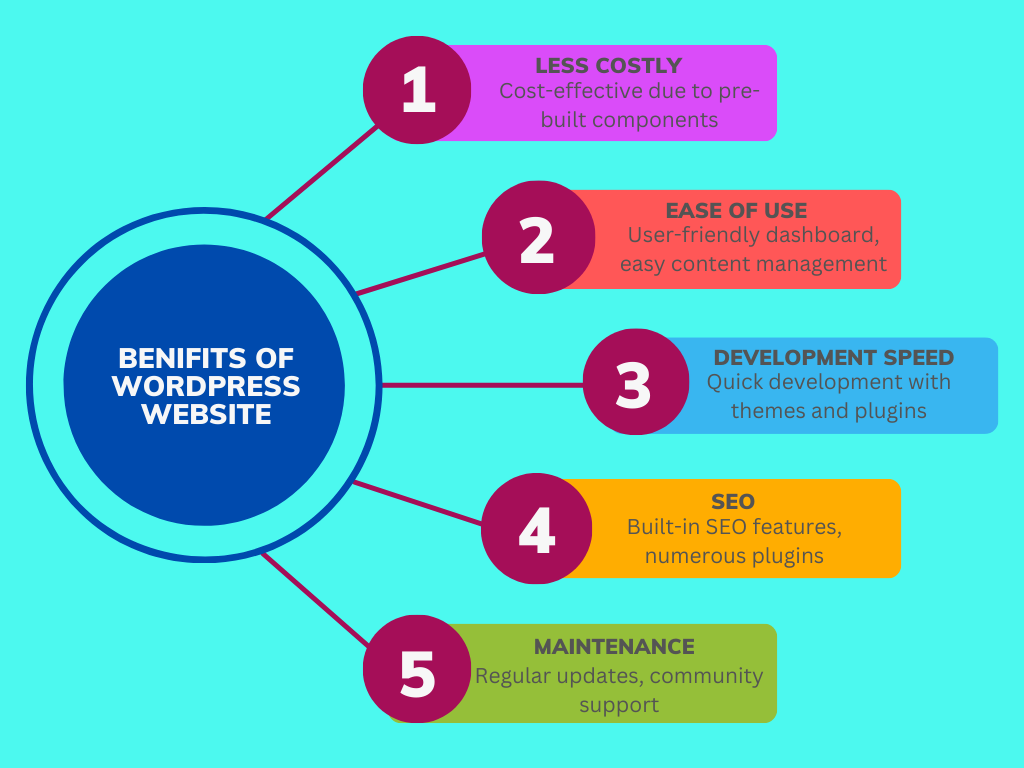 BENIFITS OF
WORDPRESS
WEBSITE
1
LESS COSTLY
Cost-effective due to pre-
built components
2
EASE OF USE
User-friendly dashboard,
easy content management
3
DEVELOPMENT SPEED
Quick development with
themes and plugins
4
SEO
Built-in SEO features,
numerous plugins
5
MAINTENANCE
Regular updates, community
support